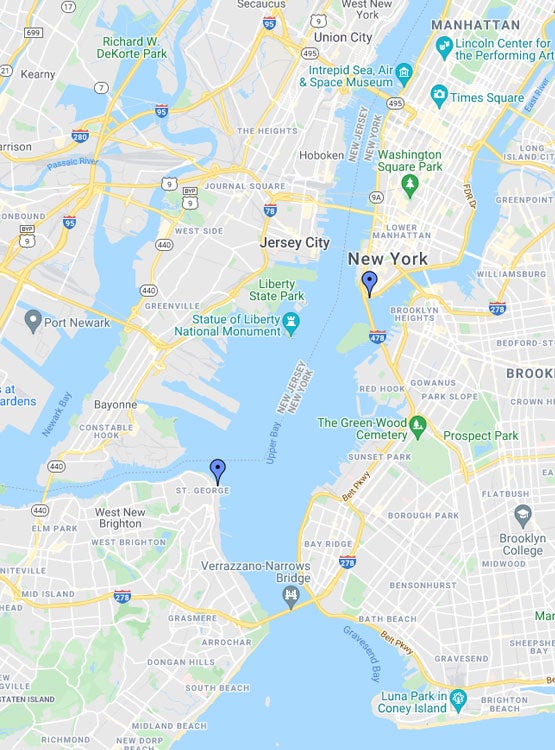 Secaucus
West New
York
MANHATTAN
699
9
95
495
Union City
Richard W.
DeKorte Park
Lincoln Center for
the Performing Art
21
Kearny
7
Intrepid Sea, Air
& Space Museum
495
Times Square
East River
95
280
THE HEIGHTS
NEW JERSEY
NEW YORK
arrison
Passaic River
Hoboken
Washington
Square Park
LONG
ISLAND CITY
9
BYP
9
JOURNAL SQUARE
9A
FDR Dr
GREENPOINT
IRONBOUND
95
78
BYP
9
WEST SIDE
LOWER
MANHATTAN
440
Jersey City
New York
WILLIAMSBURG
440
Liberty
State Park
GREENVILLE
278
Port Newark
Statue of Liberty
National Monument
BROOKLYN
HEIGHTS
478
BEDFORD-ST
NEW JERSEY
NEW YORK
BROOK
s at
ardens
Newark Bay
Bayonne
RED HOOK
GOWANUS
PARK SLOPE
CONSTABLE
HOOK
Upper Bay
The Green-Wood
Cemetery
Prospect Park
440
SUNSET PARK
ST. GEORGE
Belt Pkwy
FLATBUSH
440
West New
Brighton
BOROUGH PARK
ELM PARK
Brooklyn
College
WEST BRIGHTON
BAY RIDGE
MIDWOOD
NITEVILLE
Verrazzano-Narrows
Bridge
278
BENSONHURST
HEAD
MID ISLAND
278
GRASMERE
BATH BEACH
Mar
ARROCHAR
Gravesend Bay
Belt Pkwy
SHEEPSHE
BAY
DONGAN HILLS
GRAVESEND
SOUTH BEACH
Be
STATEN ISLAND
Luna Park in
Coney Island
BRIGHTON
BEACH
MIDLAND BEACH
RICHMOND
NEW DORP
BEACH